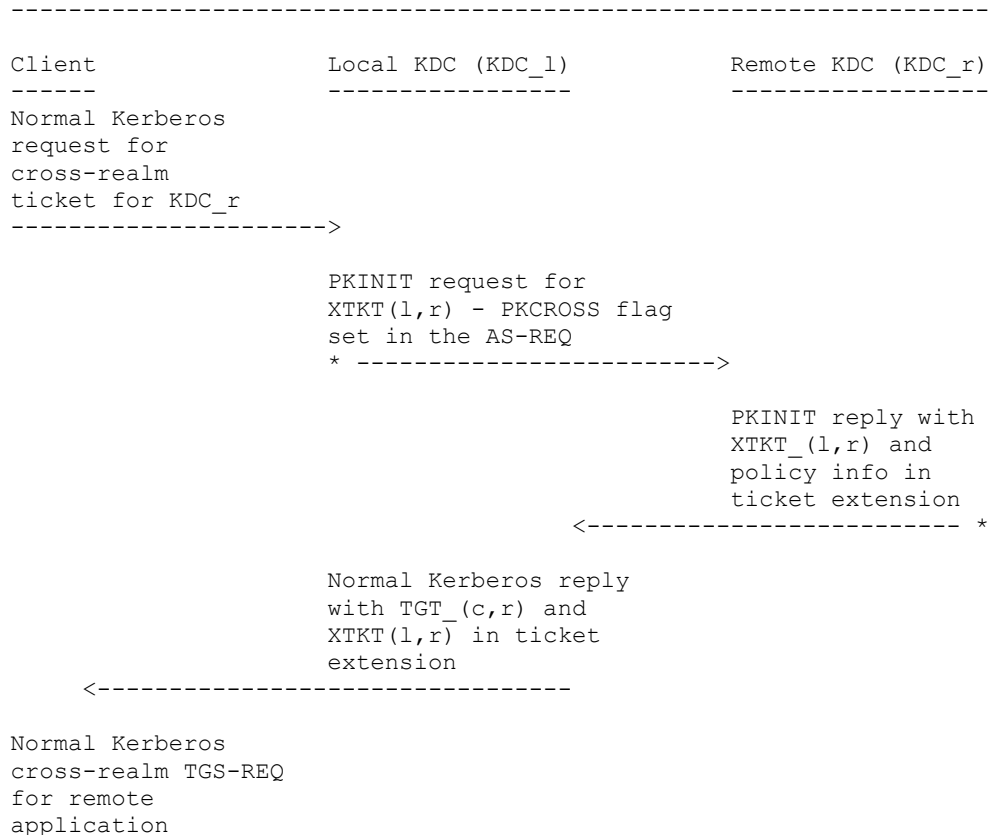 --------------------------------------------------------------------
Client                Local KDC (KDC_l)           Remote KDC (KDC_r)
------                -----------------           ------------------
Normal Kerberos
request for
cross-realm
ticket for KDC_r
---------------------->
                      PKINIT request for
                      XTKT(l,r) - PKCROSS flag
                      set in the AS-REQ
                      * ------------------------->
                                                  PKINIT reply with
                                                  XTKT_(l,r) and
                                                  policy info in
                                                  ticket extension
                                       <-------------------------- *
                      Normal Kerberos reply
                      with TGT_(c,r) and
                      XTKT(l,r) in ticket
                      extension
     <---------------------------------
Normal Kerberos
cross-realm TGS-REQ
for remote
application